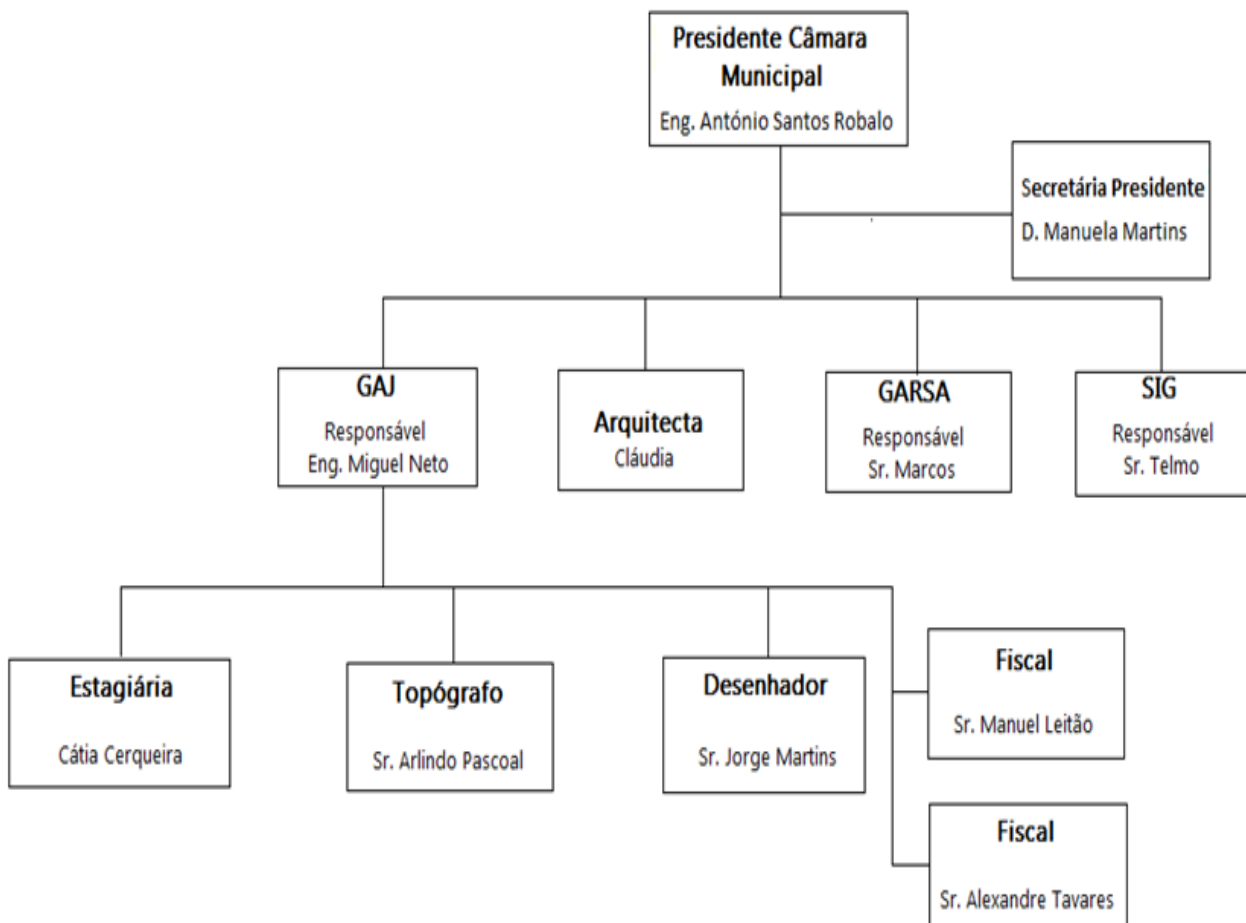 Presidente Câmara
Municipal
Eng. António Santos Robalo
Secretária Presidente
D. Manuela Martins
GAJ
Responsável
Eng. Miguel Neto
Arquitecta
Cláudia
GARSA
Responsável
Sr. Marcos
SIG
Responsável
Sr. Telmo
Estagiária
Cátia Cerqueira
Topógrafo
Sr. Arlindo Pascoal
Desenhador
Sr. Jorge Martins
Fiscal
Sr. Manuel Leitão
Fiscal
Sr. Alexandre Tavares